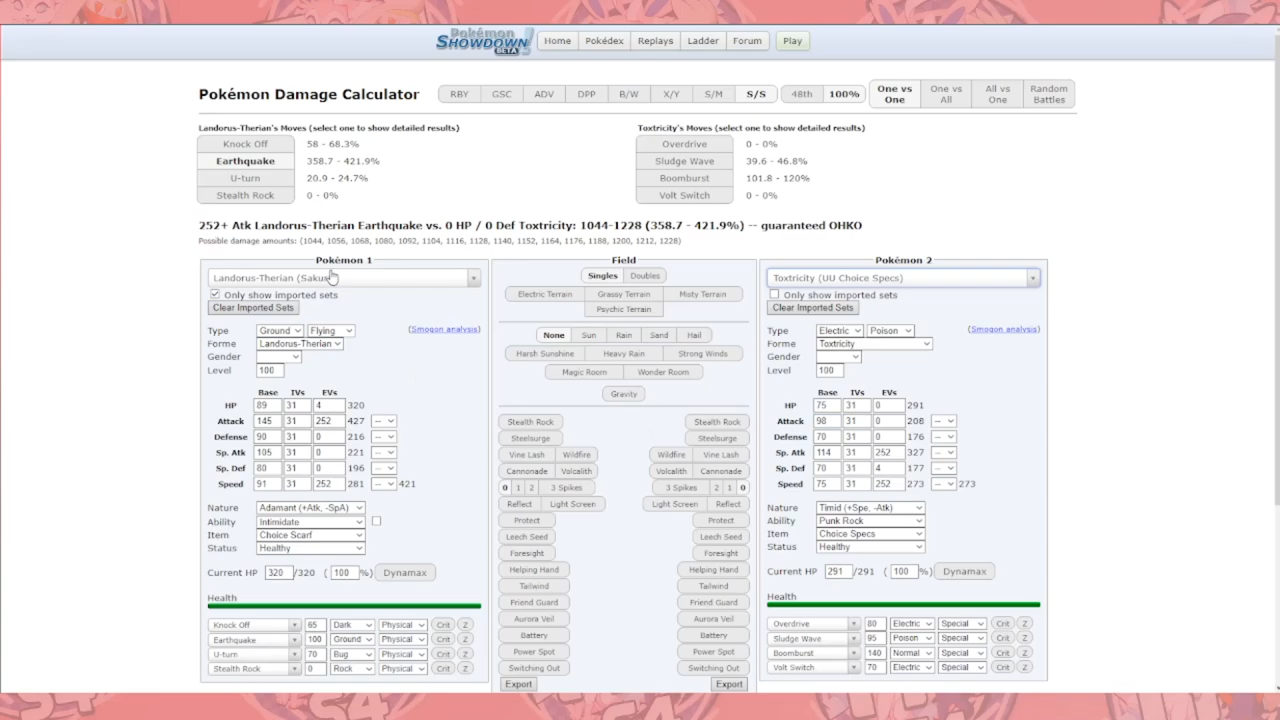 Pokémon
SHOWDOWN!
BETA
Home Pokédex Replays Ladder Forum Play
Pokémon Damage Calculator RBY GSC ADV DPP B/W X/Y S/M S/S 48th 100% One vs One One vs All All vs One Random Battles
Landorus-Therian's Moves (select one to show detailed results) Toxtricity's Moves (select one to show detailed results)
Knock Off 58 - 68.3% Overdrive 0 - 0%
Earthquake 358.7 - 421.9% Sludge Wave 39.6 - 46.8%
U-turn 20.9 - 24.7% Boomburst 101.8 - 120%
Stealth Rock 0 - 0% Volt Switch 0 - 0%
252+ Atk Landorus-Therian Earthquake vs. 0 HP / 0 Def Toxtricity: 1044-1228 (358.7 - 421.9%) -- guaranteed OHKO
Possible damage amounts: (1044, 1056, 1068, 1080, 1092, 1104, 1116, 1128, 1140, 1152, 1164, 1176, 1188, 1200, 1212, 1228)
Pokémon 1
Landorus-Therian (Sakus
Only show imported sets
Clear Imported Sets
Type Ground Flying (Smogon analysis)
Forme Landorus-Therian
Gender
Level 100
Base IVs EVs
HP 89 31 4 320
Attack 145 31 252 427 --
Defense 90 31 0 216 --
Sp. Atk 105 31 0 221 --
Sp. Def 80 31 0 196 --
Speed 91 31 252 281 -- 421
Nature Adamant (+Atk, -SpA)
Ability Intimidate
Item Choice Scarf
Status Healthy
Current HP 320 /320 ( 100 %) Dynamax
Health
Knock Off 65 Dark Physical Crit Z
Earthquake 100 Ground Physical Crit Z
U-turn 70 Bug Physical Crit Z
Stealth Rock 0 Rock Physical Crit Z
Field
Singles Doubles
Electric Terrain Grassy Terrain Misty Terrain
Psychic Terrain
None Sun Rain Sand Hail
Harsh Sunshine Heavy Rain Strong Winds
Magic Room Wonder Room
Gravity
Stealth Rock Stealth Rock
Steelsurge Steelsurge
Vine Lash Wildfire Wildfire Vine Lash
Cannonade Volcalith Volcalith Cannonade
0 1 2 3 Spikes 3 Spikes 2 1 0
Reflect Light Screen Light Screen Reflect
Protect Protect
Leech Seed Leech Seed
Foresight Foresight
Helping Hand Helping Hand
Tailwind Tailwind
Friend Guard Friend Guard
Aurora Veil Aurora Veil
Battery Battery
Power Spot Power Spot
Switching Out Switching Out
Export Export
Pokémon 2
Toxtricity (UU Choice Specs)
Only show imported sets
Clear Imported Sets
Type Electric Poison (Smogon analysis)
Forme Toxtricity
Gender
Level 100
Base IVs EVs
HP 75 31 0 291
Attack 98 31 0 208 --
Defense 70 31 0 176 --
Sp. Atk 114 31 252 327 --
Sp. Def 70 31 4 177 --
Speed 75 31 252 273 -- 273
Nature Timid (+Spe, -Atk)
Ability Punk Rock
Item Choice Specs
Status Healthy
Current HP 291 /291 ( 100 %) Dynamax
Health
Overdrive 80 Electric Special Crit Z
Sludge Wave 95 Poison Special Crit Z
Boomburst 140 Normal Special Crit Z
Volt Switch 70 Electric Special Crit Z